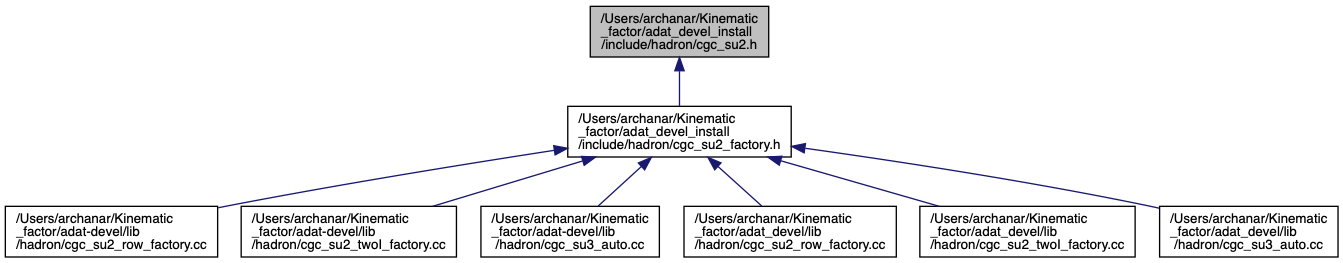 /Users/archanar/Kinematic
_factor/adat_devel_install
/include/hadron/cgc_su2.h
/Users/archanar/Kinematic
_factor/adat_devel_install
/include/hadron/cgc_su2_factory.h
/Users/archanar/Kinematic
_factor/adat-devel/lib
/hadron/cgc_su2_row_factory.cc
/Users/archanar/Kinematic
_factor/adat-devel/lib
/hadron/cgc_su2_twoI_factory.cc
/Users/archanar/Kinematic
_factor/adat-devel/lib
/hadron/cgc_su3_auto.cc
/Users/archanar/Kinematic
_factor/adat_devel/lib
/hadron/cgc_su2_row_factory.cc
/Users/archanar/Kinematic
_factor/adat_devel/lib
/hadron/cgc_su2_twoI_factory.cc
/Users/archanar/Kinematic
_factor/adat_devel/lib
/hadron/cgc_su3_auto.cc